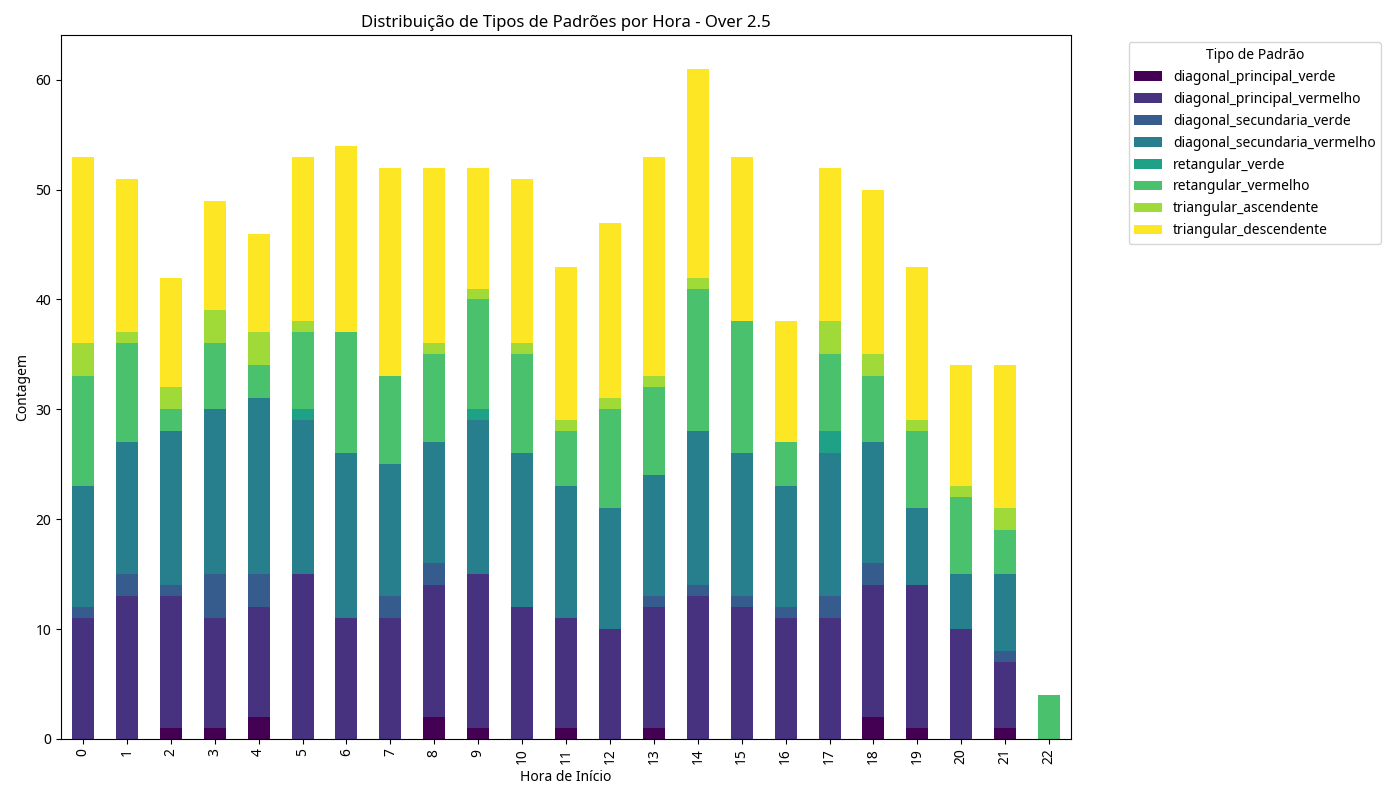 Distribuição de Tipos de Padrões por Hora - Over 2.5
Tipo de Padrão
diagonal_principal_verde
diagonal_principal_vermelho
diagonal_secundaria_verde
diagonal_secundaria_vermelho
retangular_verde
retangular_vermelho
triangular_ascendente
triangular_descendente
Contagem
60
50
40
30
20
10
0
0 1 2 3 4 5 6 7 8 9 10 11 12 13 14 15 16 17 18 19 20 21 22
Hora de Início